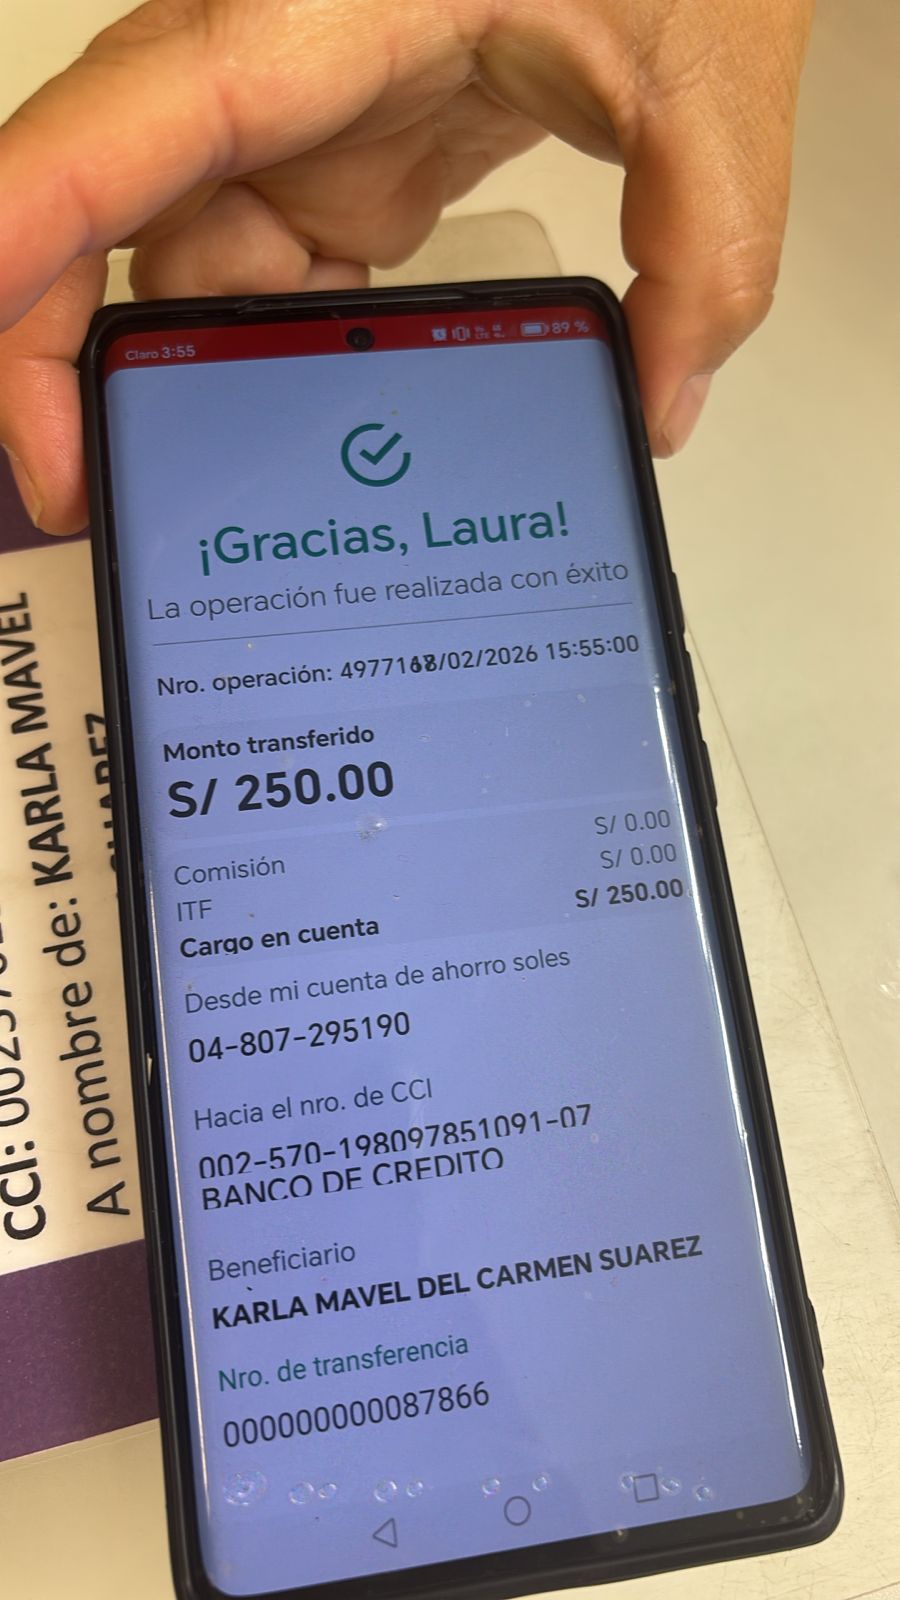 Claro 3:55
89 %
¡Gracias, Laura!
La operación fue realizada con éxito
Nro. operación: 18/02/2026 15:55:00
Monto transferido
S/ 250.00
Comisión S/ 0.00
ITF S/ 0.00
Cargo en cuenta S/ 250.00
Desde mi cuenta de ahorro soles
04-807-295190
Hacia el nro. de CCI
002-570-198097851091-07
BANCO DE CREDITO
Beneficiario
KARLA MAVEL DEL CARMEN SUAREZ
Nro. de transferencia
000000000087866
CCI:
A nombre de: KARLA MAVEL